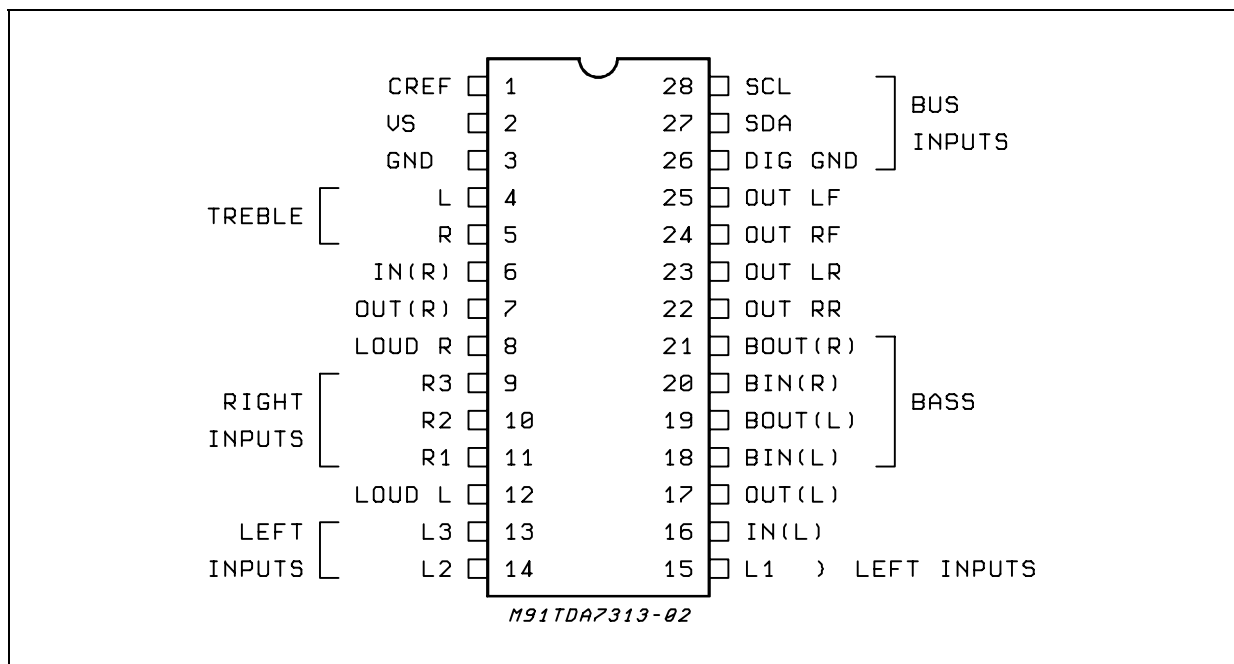 CREF 1 28 SCL
BUS
VS 2 27 SDA
INPUTS
GND 3 26 DIG GND
L 4 25 OUT LF
TREBLE
R 5 24 OUT RF
IN(R) 6 23 OUT LR
OUT(R) 7 22 OUT RR
LOUD R 8 21 BOUT(R)
R3 9 20 BIN(R)
RIGHT BASS
R2 10 19 BOUT(L)
INPUTS
R1 11 18 BIN(L)
LOUD L 12 17 OUT(L)
LEFT L3 13 16 IN(L)
INPUTS L2 14 15 L1 ) LEFT INPUTS
M91TDA7313-02